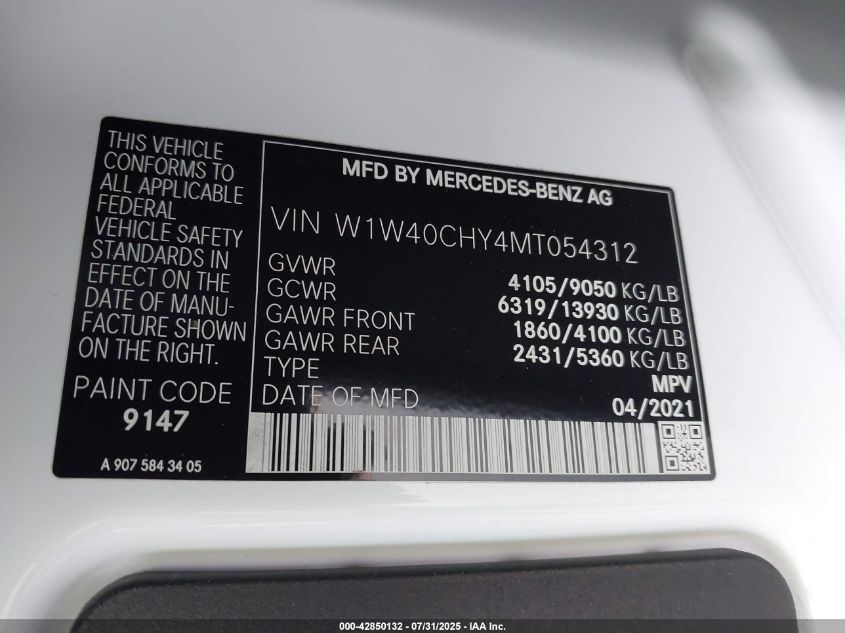 THIS VEHICLE
CONFORMS TO
ALL APPLICABLE
FEDERAL
VEHICLE SAFETY
STANDARDS IN
EFFECT ON THE
DATE OF MANU-
FACTURE SHOWN
ON THE RIGHT.
PAINT CODE
9147
A 907 584 34 05
MFD BY MERCEDES-BENZ AG
VIN W1W40CHY4MT054312
GVWR 4105/9050 KG/LB
GCWR 6319/13930 KG/LB
GAWR FRONT 1860/4100 KG/LB
GAWR REAR 2431/5360 KG/LB
TYPE MPV
DATE OF MFD 04/2021
000-42850132 - 07/31/2025 - IAA Inc.